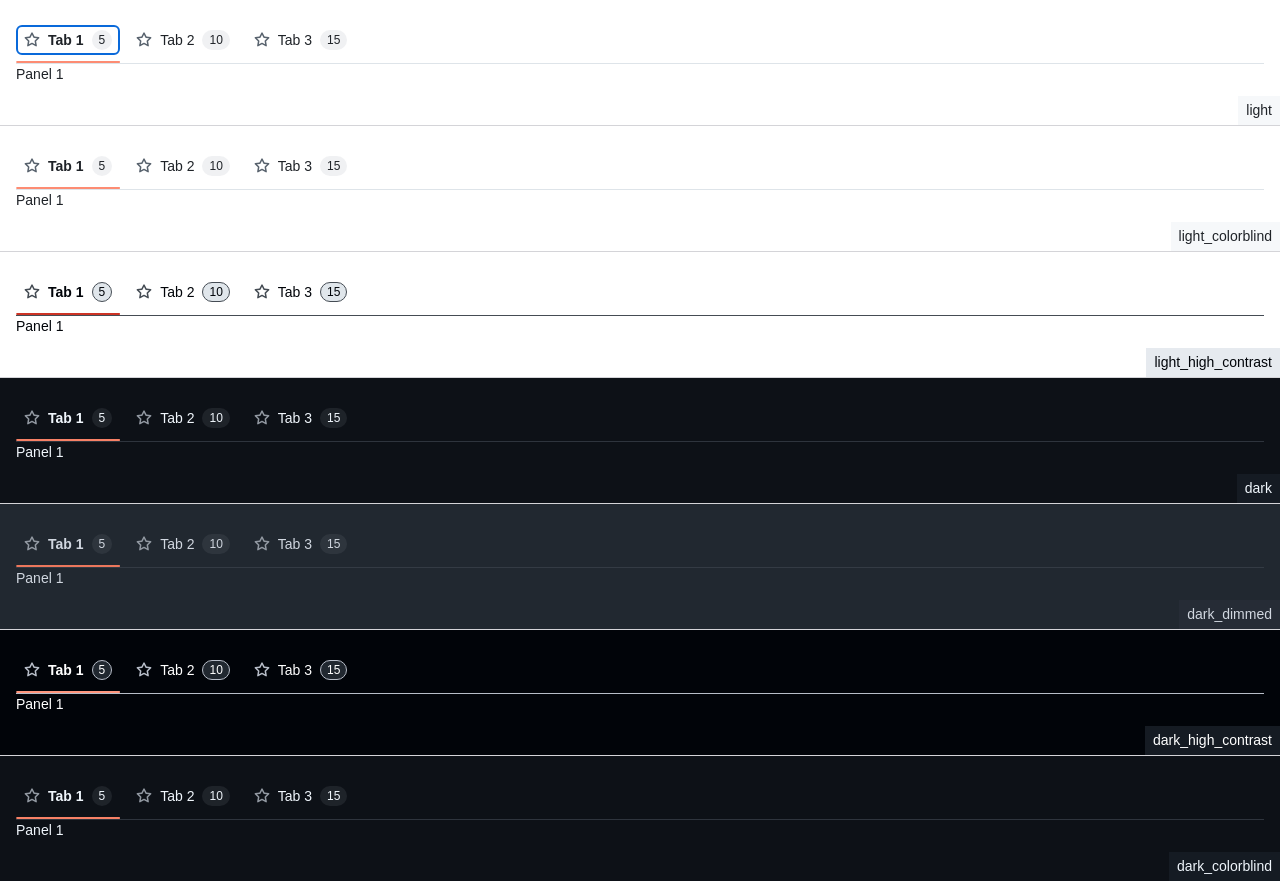 Tab 1 5 Tab 2 10 Tab 3 15
Panel 1
light
Tab 1 5 Tab 2 10 Tab 3 15
Panel 1
light_colorblind
Tab 1 5 Tab 2 10 Tab 3 15
Panel 1
light_high_contrast
Tab 1 5 Tab 2 10 Tab 3 15
Panel 1
dark
Tab 1 5 Tab 2 10 Tab 3 15
Panel 1
dark_dimmed
Tab 1 5 Tab 2 10 Tab 3 15
Panel 1
dark_high_contrast
Tab 1 5 Tab 2 10 Tab 3 15
Panel 1
dark_colorblind